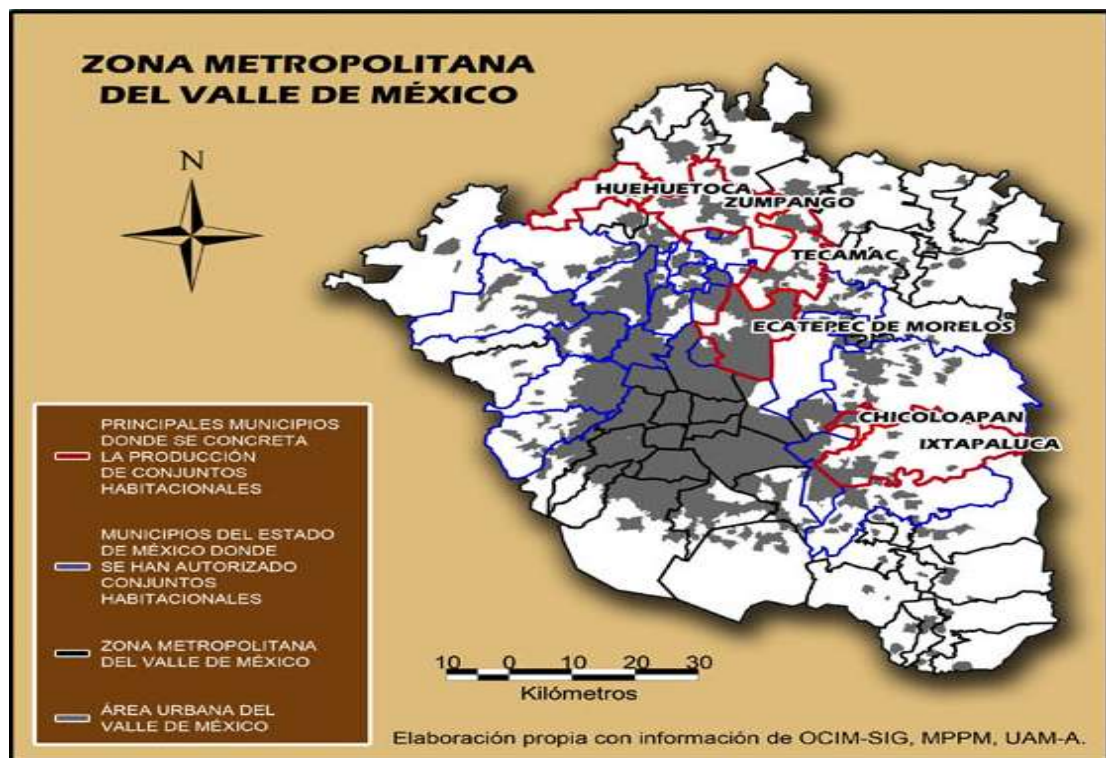 ZONA METROPOLITANA
DEL VALLE DE MÉXICO
N
HUEHUETOCA
ZUMPANGO
TECAMÁC
ECATEPEC DE MORELOS
CHICOLOAPAN
IXTAPALUCA
PRINCIPALES MUNICIPIOS
DONDE SE CONCRETA
LA PRODUCCIÓN
DE CONJUNTOS
HABITACIONALES
MUNICIPIOS DEL ESTADO
DE MÉXICO DONDE
SE HAN AUTORIZADO
CONJUNTOS
HABITACIONALES
ZONA METROPOLITANA
DEL VALLE DE MÉXICO
ÁREA URBANA DEL
VALLE DE MÉXICO
10 0 10 20 30
Kilómetros
Elaboración propia con información de OCIM-SIG, MPPM, UAM-A.